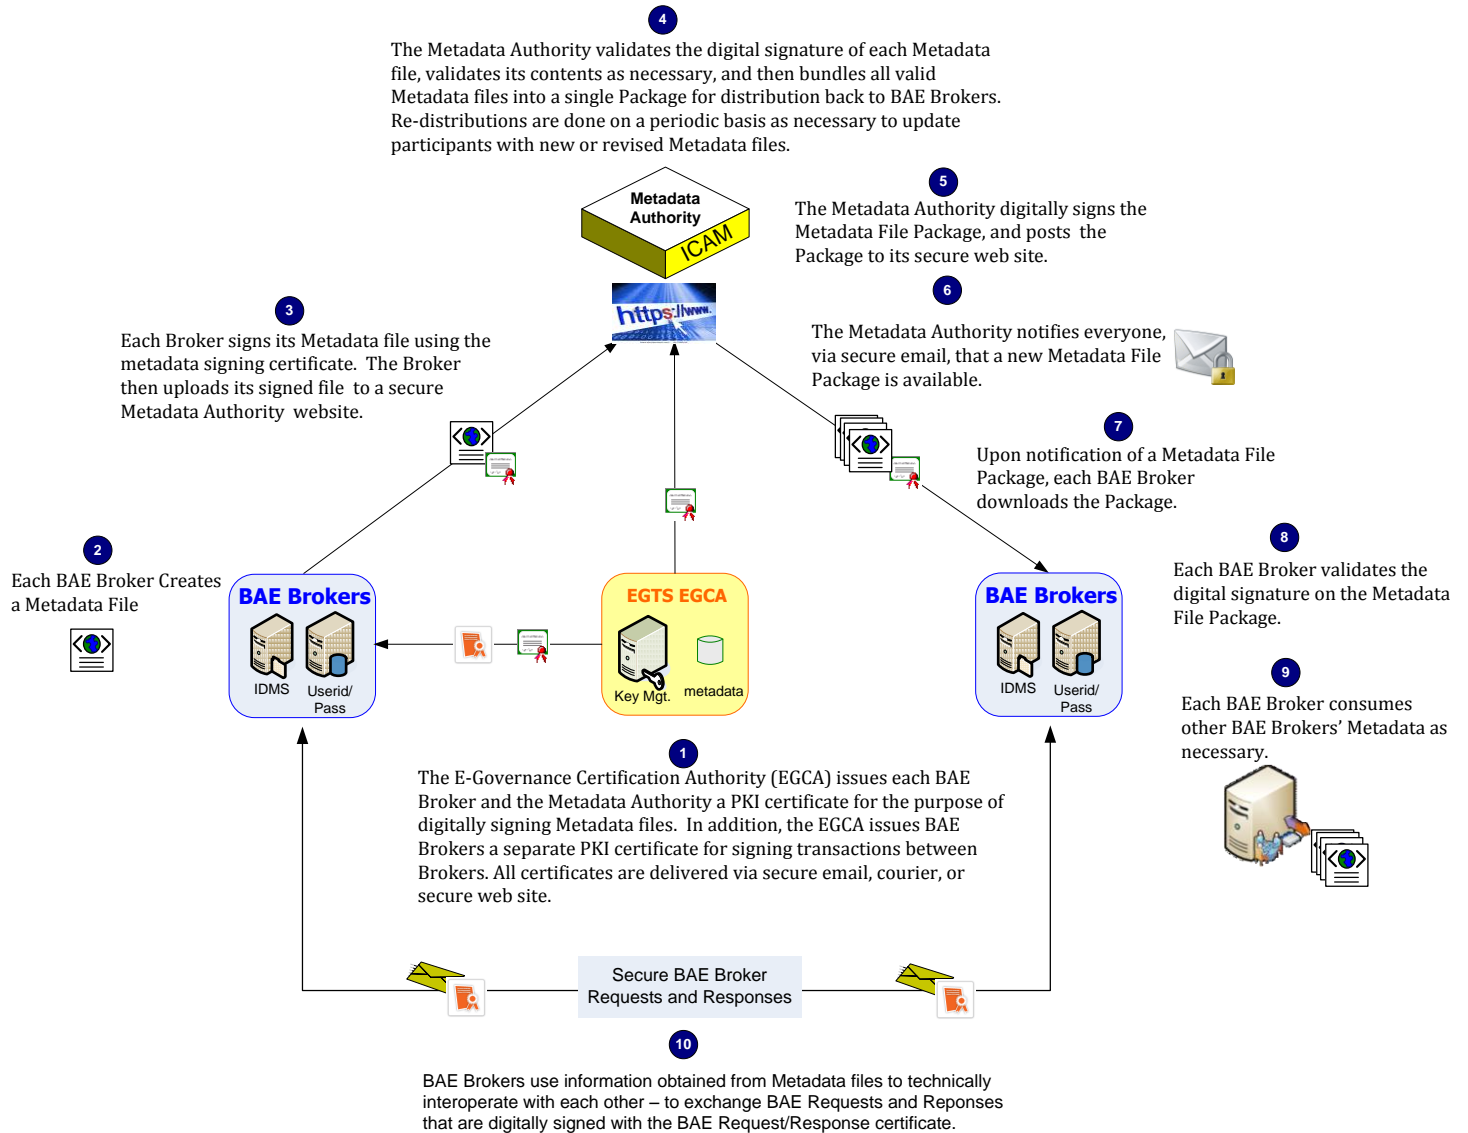 4
The Metadata Authority validates the digital signature of each Metadata
file, validates its contents as necessary, and then bundles all valid
Metadata files into a single Package for distribution back to BAE Brokers.
Re-distributions are done on a periodic basis as necessary to update
participants with new or revised Metadata files.
Metadata
Authority
ICAM
https://www.
5
The Metadata Authority digitally signs the
Metadata File Package, and posts the
Package to its secure web site.
6
The Metadata Authority notifies everyone,
via secure email, that a new Metadata File
Package is available.
3
Each Broker signs its Metadata file using the
metadata signing certificate. The Broker
then uploads its signed file to a secure
Metadata Authority website.
7
Upon notification of a Metadata File
Package, each BAE Broker
downloads the Package.
2
Each BAE Broker Creates
a Metadata File
BAE Brokers
IDMS
Userid/
Pass
EGTS EGCA
Key Mgt.
metadata
BAE Brokers
IDMS
Userid/
Pass
8
Each BAE Broker validates the
digital signature on the Metadata
File Package.
9
Each BAE Broker consumes
other BAE Brokers’ Metadata as
necessary.
1
The E-Governance Certification Authority (EGCA) issues each BAE
Broker and the Metadata Authority a PKI certificate for the purpose of
digitally signing Metadata files. In addition, the EGCA issues BAE
Brokers a separate PKI certificate for signing transactions between
Brokers. All certificates are delivered via secure email, courier, or
secure web site.
Secure BAE Broker
Requests and Responses
10
BAE Brokers use information obtained from Metadata files to technically
interoperate with each other – to exchange BAE Requests and Reponses
that are digitally signed with the BAE Request/Response certificate.